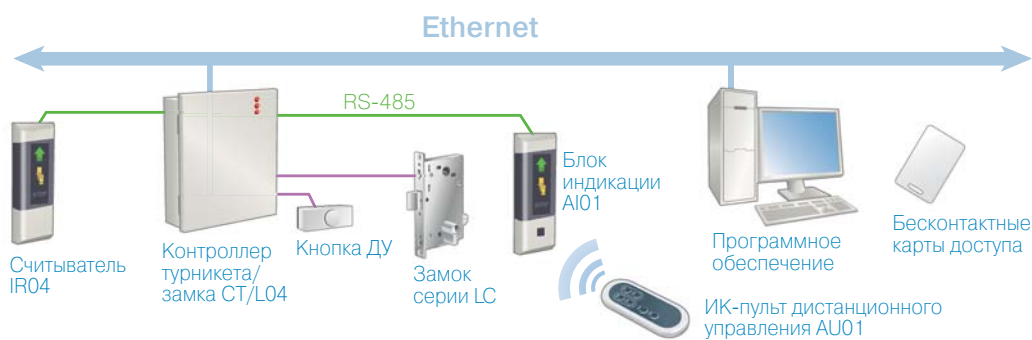 Ethernet
RS-485
Считыватель
IR04
Контроллер
турникета/
замка CT/L04
Кнопка ДУ
Замок
серии LC
Блок
индикации
AI01
Программное
обеспечение
Бесконтактные
карты доступа
ИК-пульт дистанционного
управления AU01